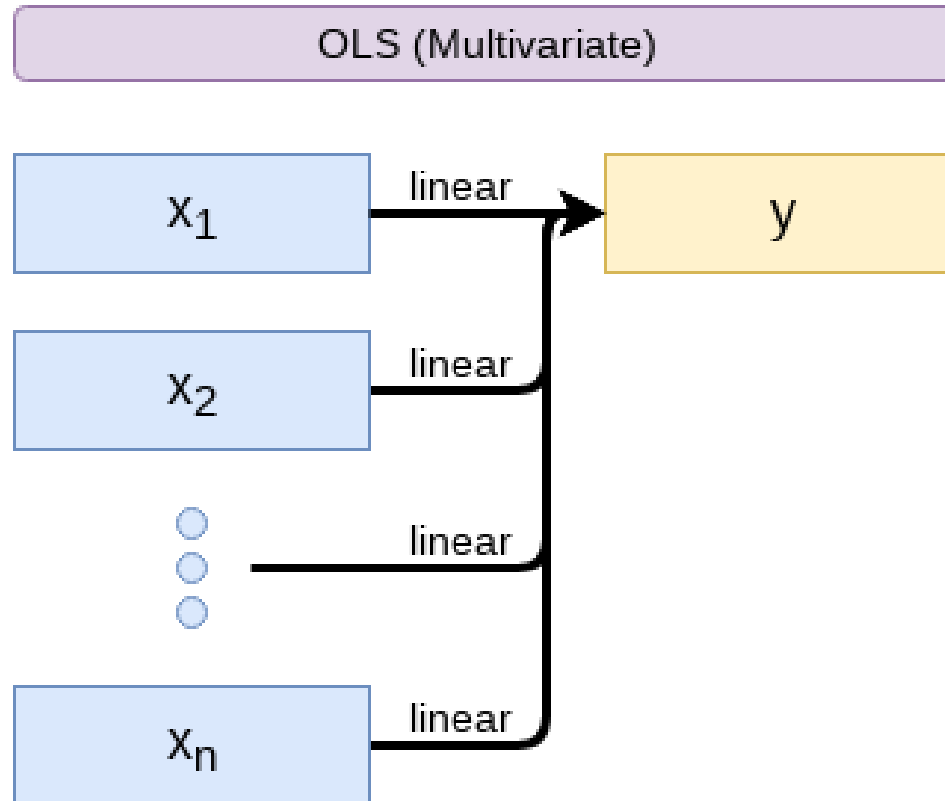 OLS (Multivariate)
x₁ linear y
x₂ linear
linear
xₙ linear